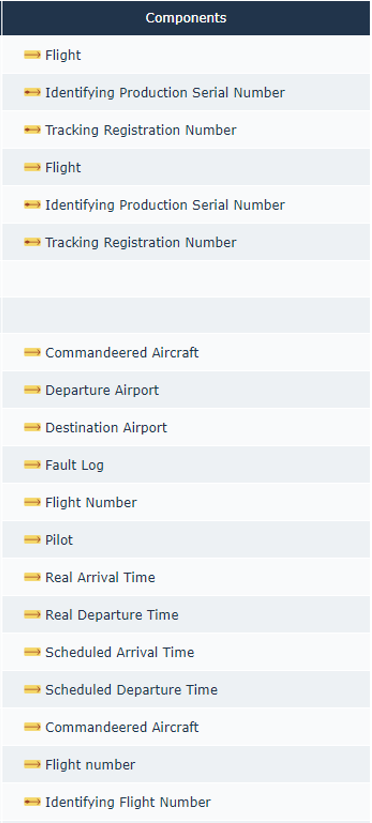 Components
Flight
Identifying Production Serial Number
Tracking Registration Number
Flight
Identifying Production Serial Number
Tracking Registration Number
Commandeered Aircraft
Departure Airport
Destination Airport
Fault Log
Flight Number
Pilot
Real Arrival Time
Real Departure Time
Scheduled Arrival Time
Scheduled Departure Time
Commandeered Aircraft
Flight number
Identifying Flight Number